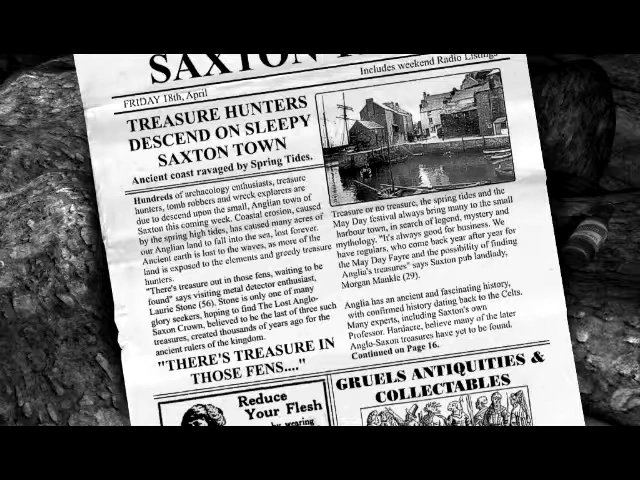 SAXTON
Includes weekend Radio Listings
FRIDAY 18th, April
TREASURE HUNTERS
DESCEND ON SLEEPY
SAXTON TOWN
Ancient coast ravaged by Spring Tides.
Hundreds of archaeology enthusiasts, treasure
hunters, tomb robbers and wreck explorers are
due to descend upon the small, Anglian town of
Saxton this coming week. Coastal erosion, caused
by the spring high tides, has caused many acres of
our Anglian land to fall into the sea, lost forever.
Ancient earth is lost to the waves, as more of the
land is exposed to the elements and greedy treasure
hunters.
"There's treasure out in those fens, waiting to be
found" says visiting metal detector enthusiast,
Laurie Stone (56). Stone is only one of many
glory seekers, hoping to find The Lost Anglo-
Saxon Crown, believed to be the last of three such
treasures, created thousands of years ago for the
ancient rulers of the kingdom.
"THERE'S TREASURE IN
THOSE FENS...."
Treasure or no treasure, the spring tides and the
May Day festival always bring many to the small
harbour town, in search of legend, mystery and
mythology. "It's always good for business. We
have regulars, who come back year after year for
the May Day Fayre and the possibility of finding
Anglia's treasures" says Saxton pub landlady,
Morgan Mankle (29).
Anglia has an ancient and fascinating history,
with confirmed history dating back to the Celts.
Many experts, including Saxton's own
Professor. Hardacre, believe many of the later
Anglo-Saxon treasures have yet to be found.
Continued on Page 16.
Reduce
Your Flesh
by wearing
GRUELS ANTIQUITIES &
COLLECTABLES